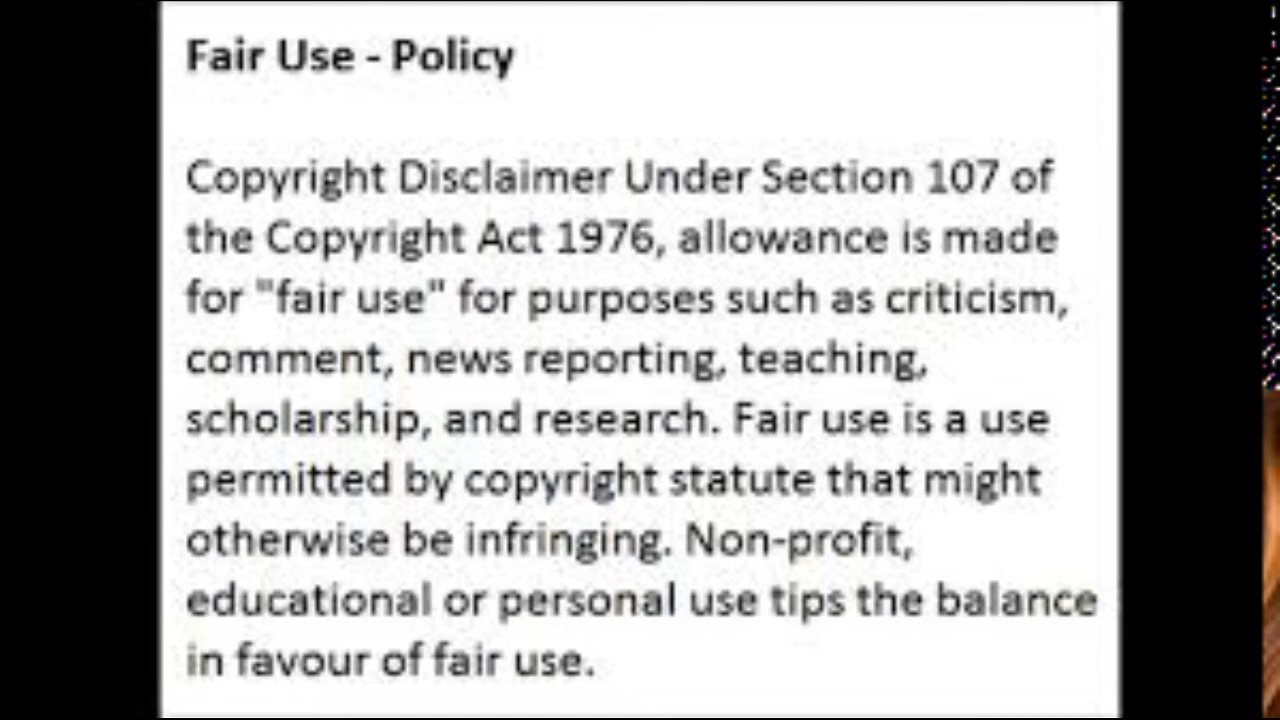 Fair Use - Policy
Copyright Disclaimer Under Section 107 of
the Copyright Act 1976, allowance is made
for "fair use" for purposes such as criticism,
comment, news reporting, teaching,
scholarship, and research. Fair use is a use
permitted by copyright statute that might
otherwise be infringing. Non-profit,
educational or personal use tips the balance
in favour of fair use.